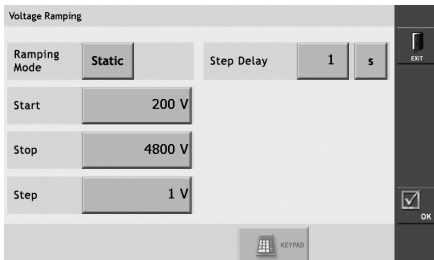 Voltage Ramping
EXIT
Ramping
Mode
Static
Step Delay
1
s
Start
200 V
Stop
4800 V
Step
1 V
OK
KEYPAD